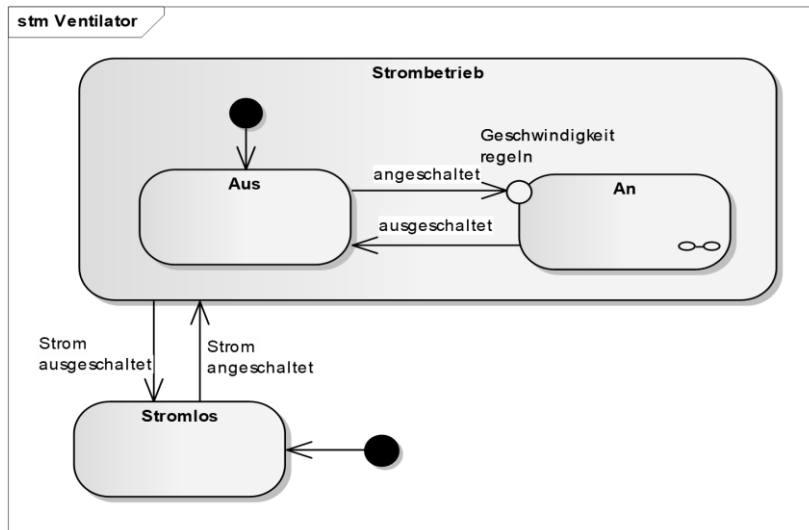 stm Ventilator
Strombetrieb
Geschwindigkeit
regeln
Aus
angeschaltet
An
ausgeschaltet
Strom
ausgeschaltet
Strom
angeschaltet
Stromlos